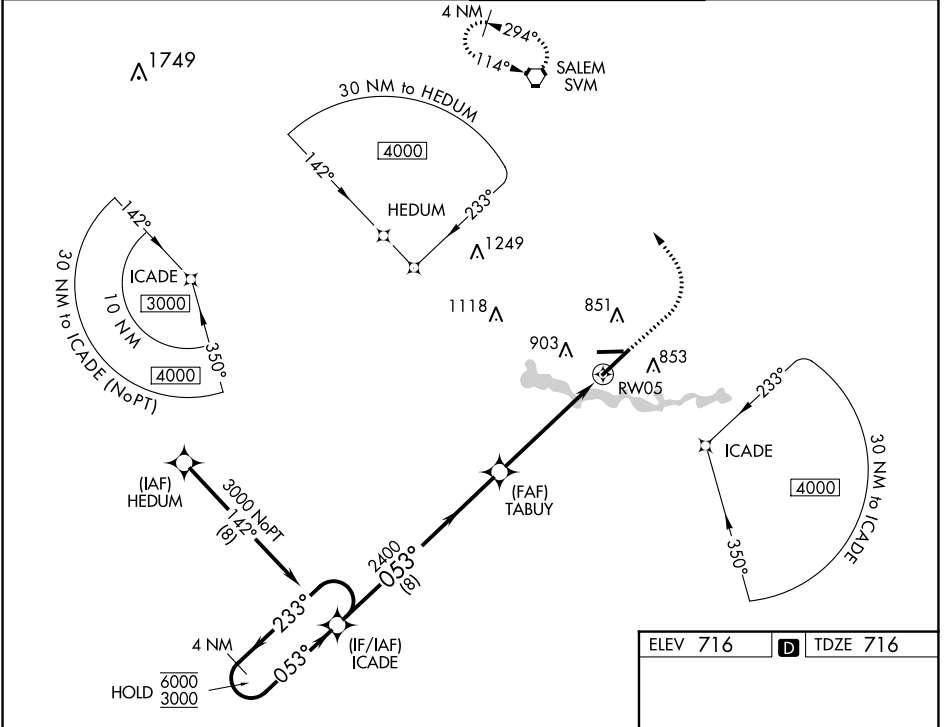 4 NM
294°
114°
SALEM
SVM
1749
30 NM to HEDUM
4000
142°
233°
HEDUM
1249
142°
ICADE
3000
10 NM
350°
4000
30 NM to ICADE (NoPT)
1118
851
903
853
RW05
233°
ICADE
4000
30 NM to ICADE
350°
(IAF)
HEDUM
3000 NoPT
142°
(8)
(FAF)
TABUY
2400
053°
(8)
233°
4 NM
053°
(IF/IAF)
ICADE
HOLD 6000
3000
ELEV 716 D TDZE 716